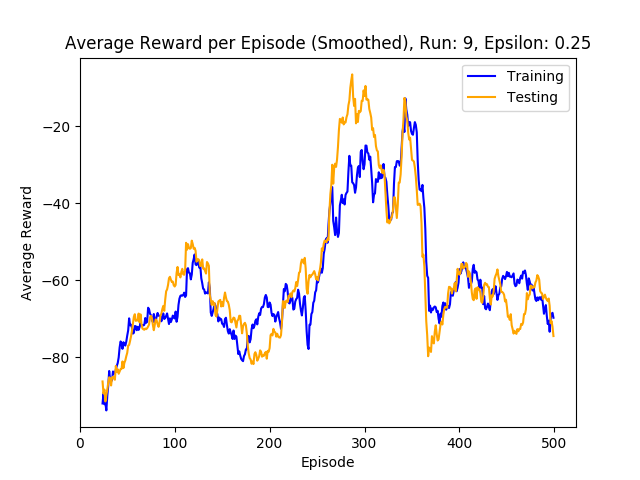 Average Reward per Episode (Smoothed), Run: 9, Epsilon: 0.25
Training
Testing
Average Reward
−20
−40
−60
−80
0 100 200 300 400 500
Episode